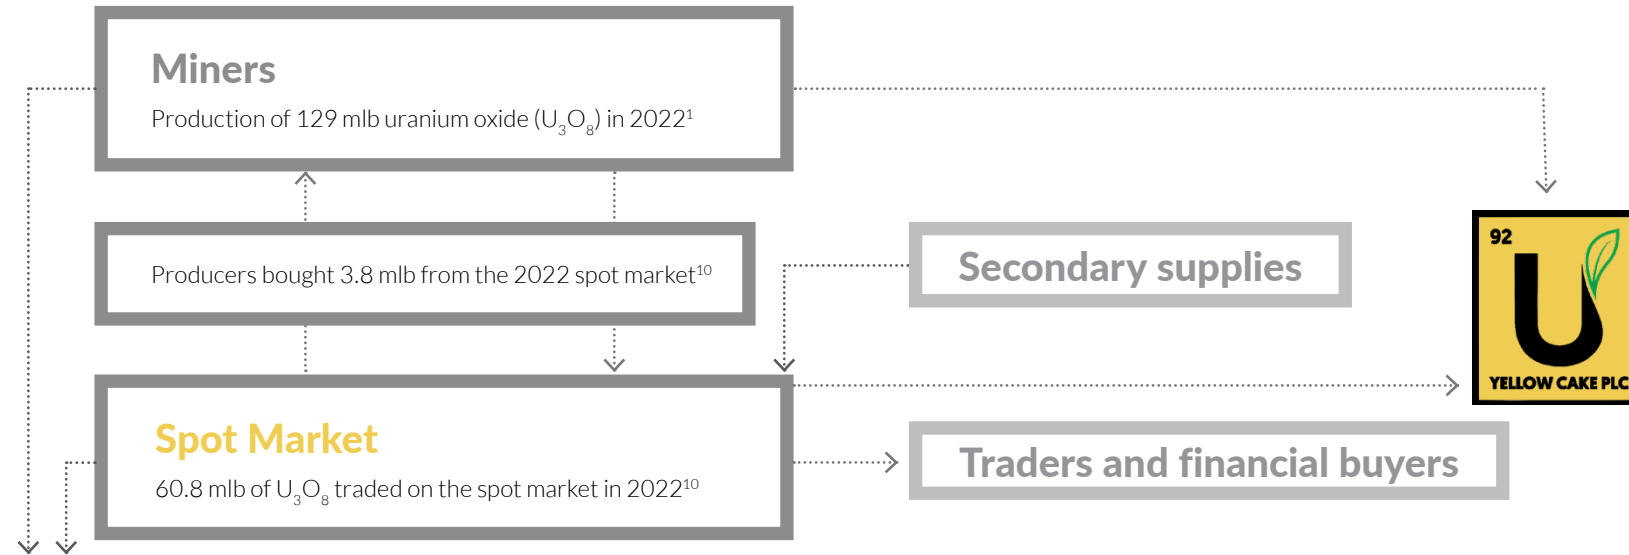 Miners
Production of 129 mlb uranium oxide (U₃O₈) in 2022¹
Producers bought 3.8 mlb from the 2022 spot market¹⁰
Secondary supplies
92
U
YELLOW CAKE PLC
Spot Market
60.8 mlb of U₃O₈ traded on the spot market in 2022¹⁰
Traders and financial buyers